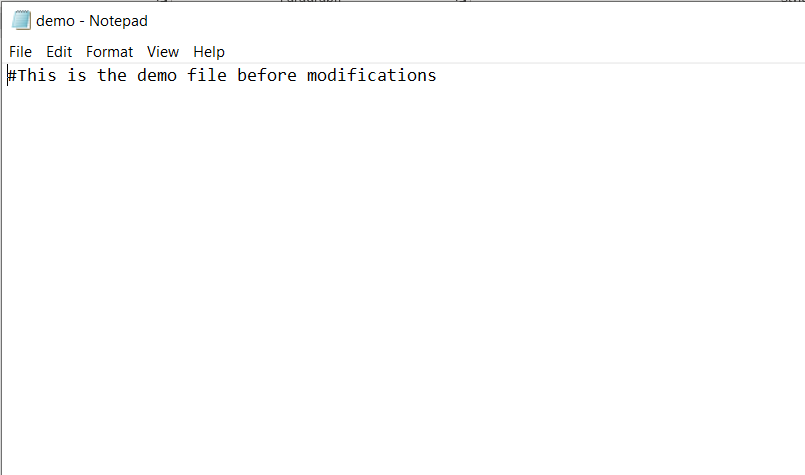 demo - Notepad
File Edit Format View Help
#This is the demo file before modifications